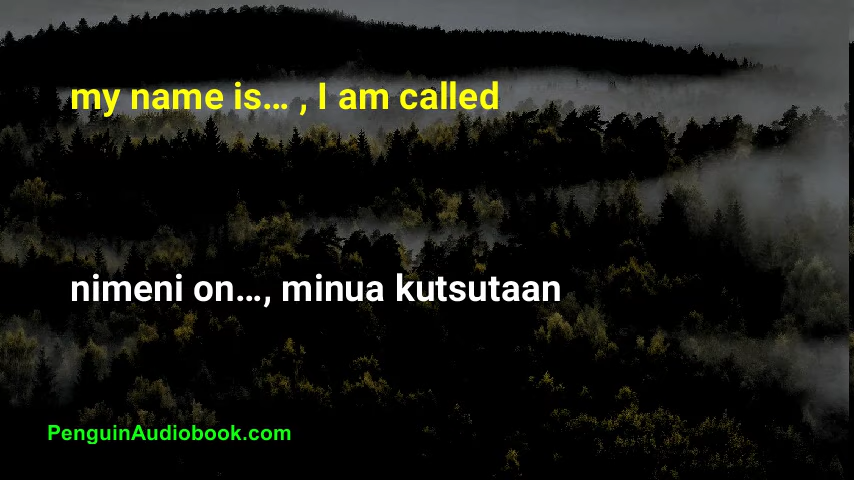 my name is… , I am called
nimeni on…, minua kutsutaan
PenguinAudiobook.com